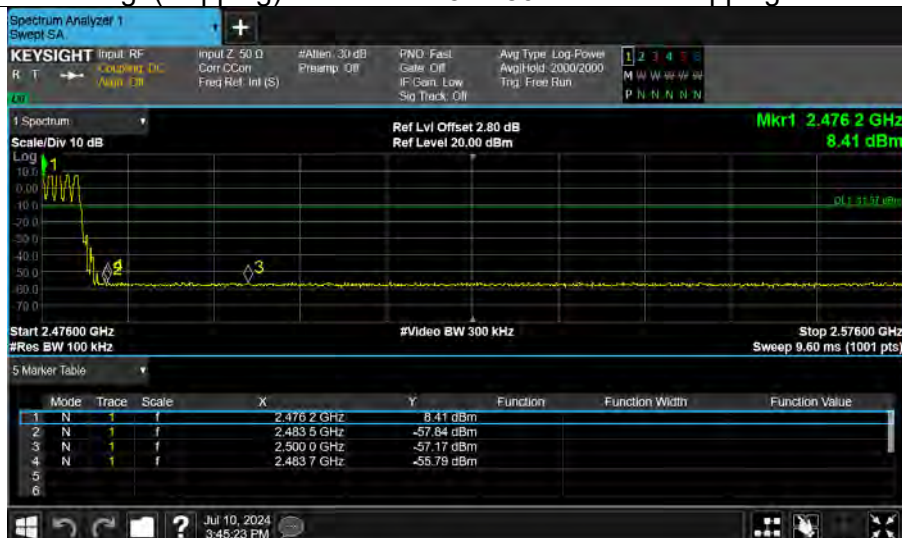 Spectrum Analyzer 1
Swept SA
+
KEYSIGHT Input: RF
R T Coupling: DC
Align: Off
Input Z: 50 Ω
Corr CCorr
Freq Ref: Int (S)
#Atten: 30 dB
Preamp: Off
PNO: Fast
Gate: Off
IF Gain: Low
Sig Track: Off
Avg Type: Log-Power
Avg|Hold: 2000/2000
Trig: Free Run
1 2 3 4 5 6
M W W W W W
P N N N N N
1 Spectrum
Scale/Div 10 dB
Ref Lvl Offset 2.80 dB
Ref Level 20.00 dBm
Mkr1 2.476 2 GHz
8.41 dBm
Log
10.0
0.00
-10.0
-20.0
-30.0
-40.0
-50.0
-60.0
-70.0
1
2
3
Start 2.47600 GHz
#Res BW 100 kHz
#Video BW 300 kHz
Stop 2.57600 GHz
Sweep 9.60 ms (1001 pts)
5 Marker Table
Mode Trace Scale X Y Function Function Width Function Value
1 N 1 f 2.476 2 GHz 8.41 dBm
2 N 1 f 2.483 5 GHz -57.84 dBm
3 N 1 f 2.500 0 GHz -57.17 dBm
4 N 1 f 2.483 7 GHz -55.79 dBm
5
6
?
Jul 10, 2024
3:45:23 PM